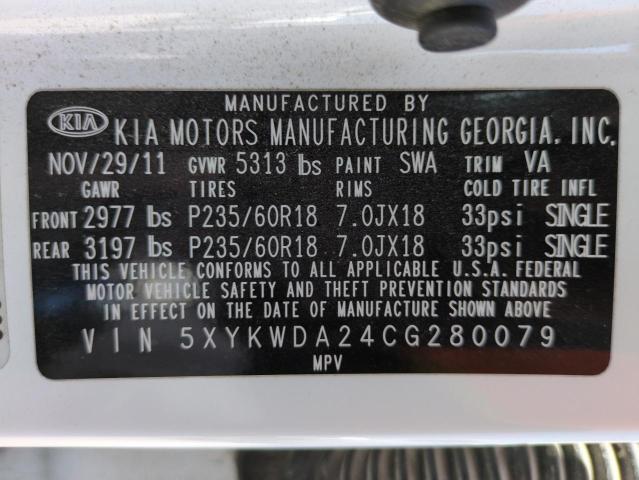 MANUFACTURED BY
KIA KIA MOTORS MANUFACTURING GEORGIA. INC.
NOV/29/11 GVWR 5313 lbs PAINT SWA TRIM VA
GAWR TIRES RIMS COLD TIRE INFL
FRONT 2977 lbs P235/60R18 7.0JX18 33psi SINGLE
REAR 3197 lbs P235/60R18 7.0JX18 33psi SINGLE
THIS VEHICLE CONFORMS TO ALL APPLICABLE U.S.A. FEDERAL
MOTOR VEHICLE SAFETY AND THEFT PREVENTION STANDARDS
IN EFFECT ON THE DATE OF MANUFACTURE SHOWN ABOVE
VIN 5XYKWDA24CG280079
MPV